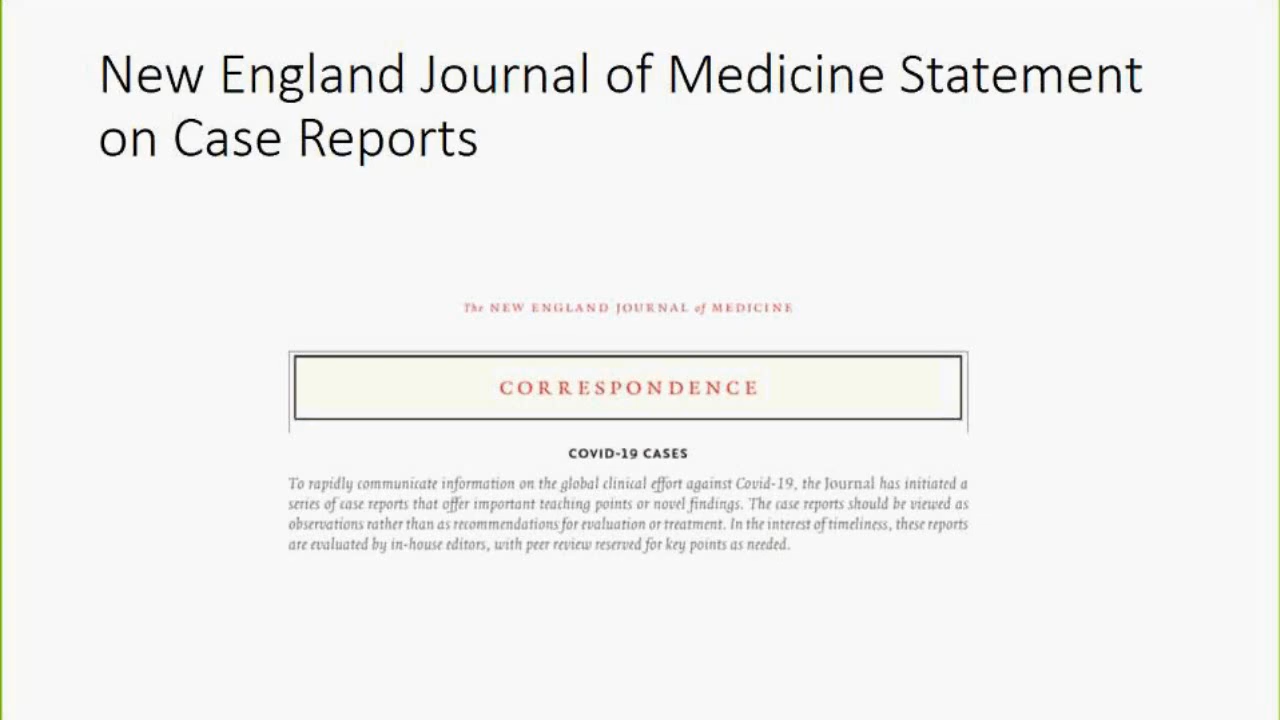 New England Journal of Medicine Statement
on Case Reports
The NEW ENGLAND JOURNAL of MEDICINE
CORRESPONDENCE
COVID-19 CASES
To rapidly communicate information on the global clinical effort against Covid-19, the Journal has initiated a
series of case reports that offer important teaching points or novel findings. The case reports should be viewed as
observations rather than as recommendations for evaluation or treatment. In the interest of timeliness, these reports
are evaluated by in-house editors, with peer review reserved for key points as needed.